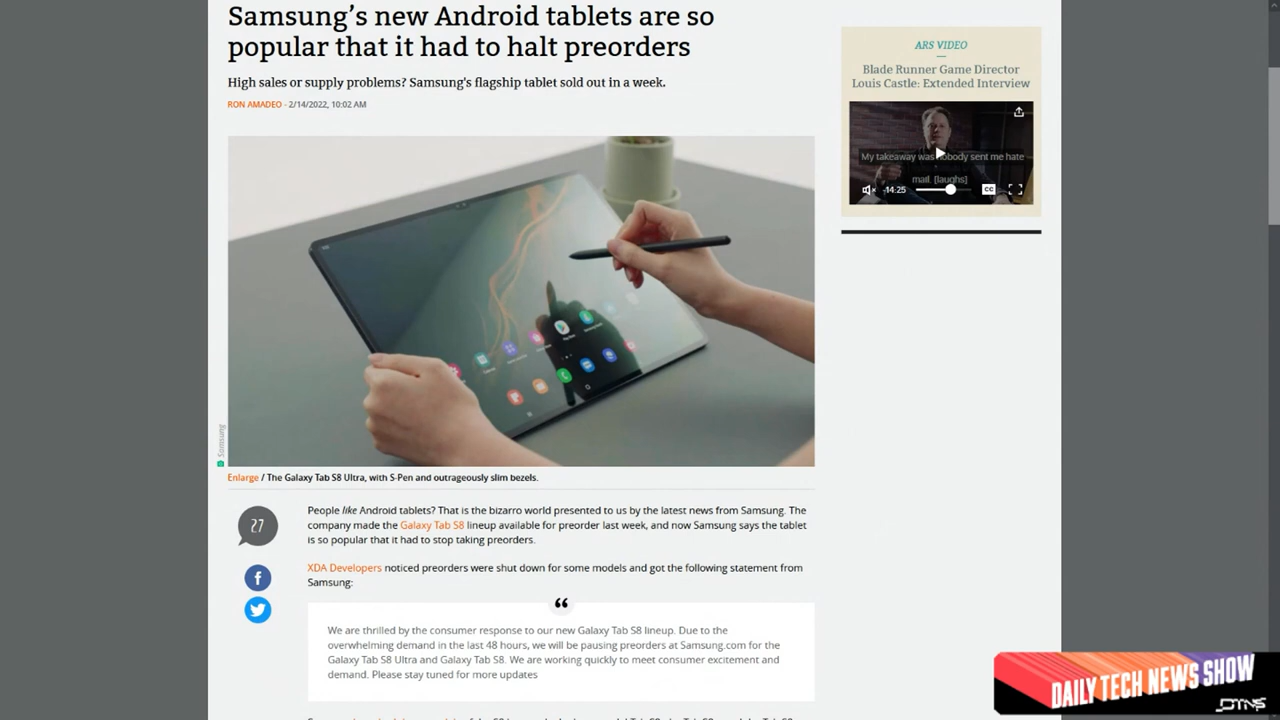 Samsung's new Android tablets are so
popular that it had to halt preorders
High sales or supply problems? Samsung's flagship tablet sold out in a week.
RON AMADEO - 2/14/2022, 10:02 AM
Samsung
Enlarge / The Galaxy Tab S8 Ultra, with S-Pen and outrageously slim bezels.
27
People like Android tablets? That is the bizarro world presented to us by the latest news from Samsung. The
company made the Galaxy Tab S8 lineup available for preorder last week, and now Samsung says the tablet
is so popular that it had to stop taking preorders.
XDA Developers noticed preorders were shut down for some models and got the following statement from
Samsung:
“
We are thrilled by the consumer response to our new Galaxy Tab S8 lineup. Due to the
overwhelming demand in the last 48 hours, we will be pausing preorders at Samsung.com for the
Galaxy Tab S8 Ultra and Galaxy Tab S8. We are working quickly to meet consumer excitement and
demand. Please stay tuned for more updates
ARS VIDEO
Blade Runner Game Director
Louis Castle: Extended Interview
My takeaway was nobody sent me hate
mail. [laughs]
-14:25
CC
DAILY TECH NEWS SHOW
DTNS